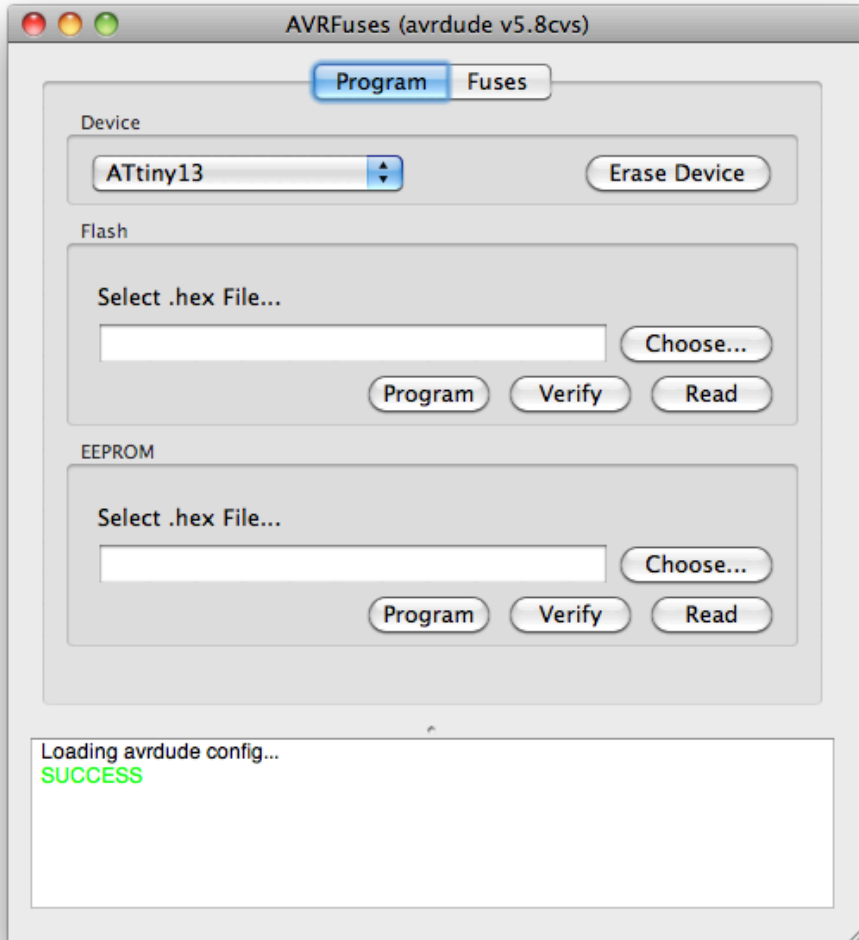 AVRFuses (avrdude v5.8cvs)
Program Fuses
Device
ATtiny13 Erase Device
Flash
Select .hex File...
Choose...
Program Verify Read
EEPROM
Select .hex File...
Choose...
Program Verify Read
Loading avrdude config...
SUCCESS